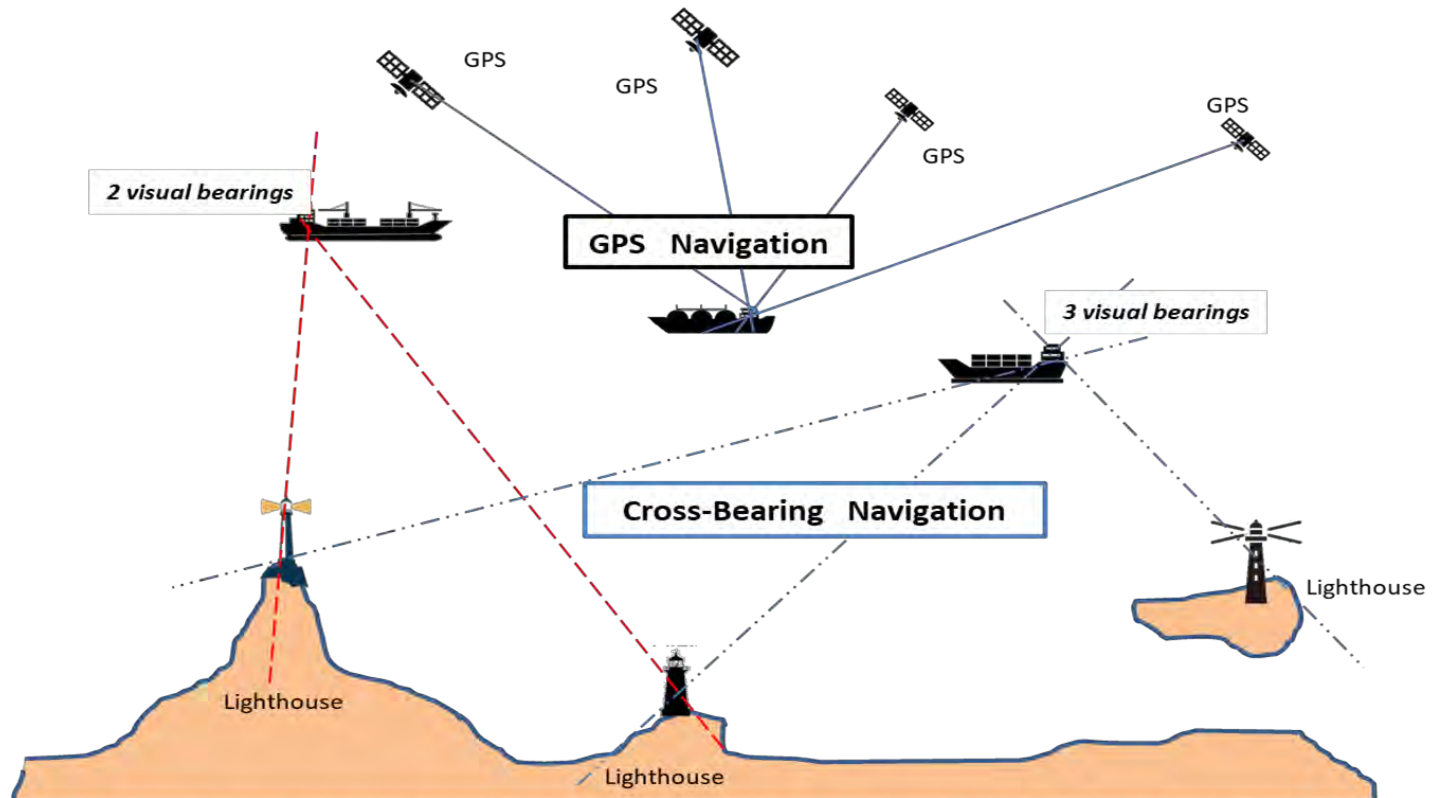 GPS
GPS
GPS
GPS
2 visual bearings
GPS Navigation
3 visual bearings
Cross-Bearing Navigation
Lighthouse
Lighthouse
Lighthouse